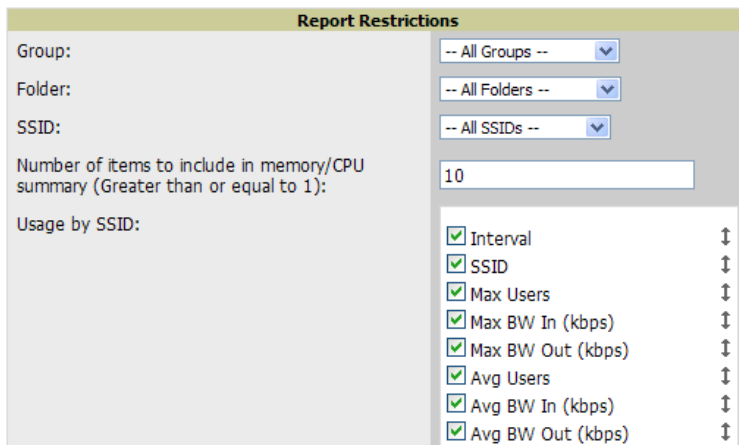 Report Restrictions
Group:
-- All Groups --
Folder:
-- All Folders --
SSID:
-- All SSIDs --
Number of items to include in memory/CPU
summary (Greater than or equal to 1):
10
Usage by SSID:
Interval
SSID
Max Users
Max BW In (kbps)
Max BW Out (kbps)
Avg Users
Avg BW In (kbps)
Avg BW Out (kbps)